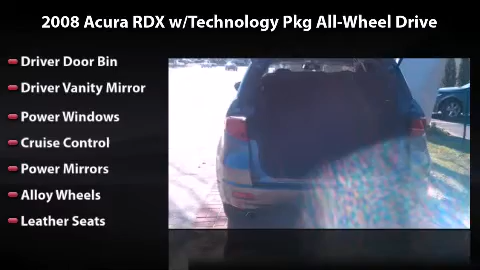 2008 Acura RDX w/Technology Pkg All-Wheel Drive
Driver Door Bin
Driver Vanity Mirror
Power Windows
Cruise Control
Power Mirrors
Alloy Wheels
Leather Seats